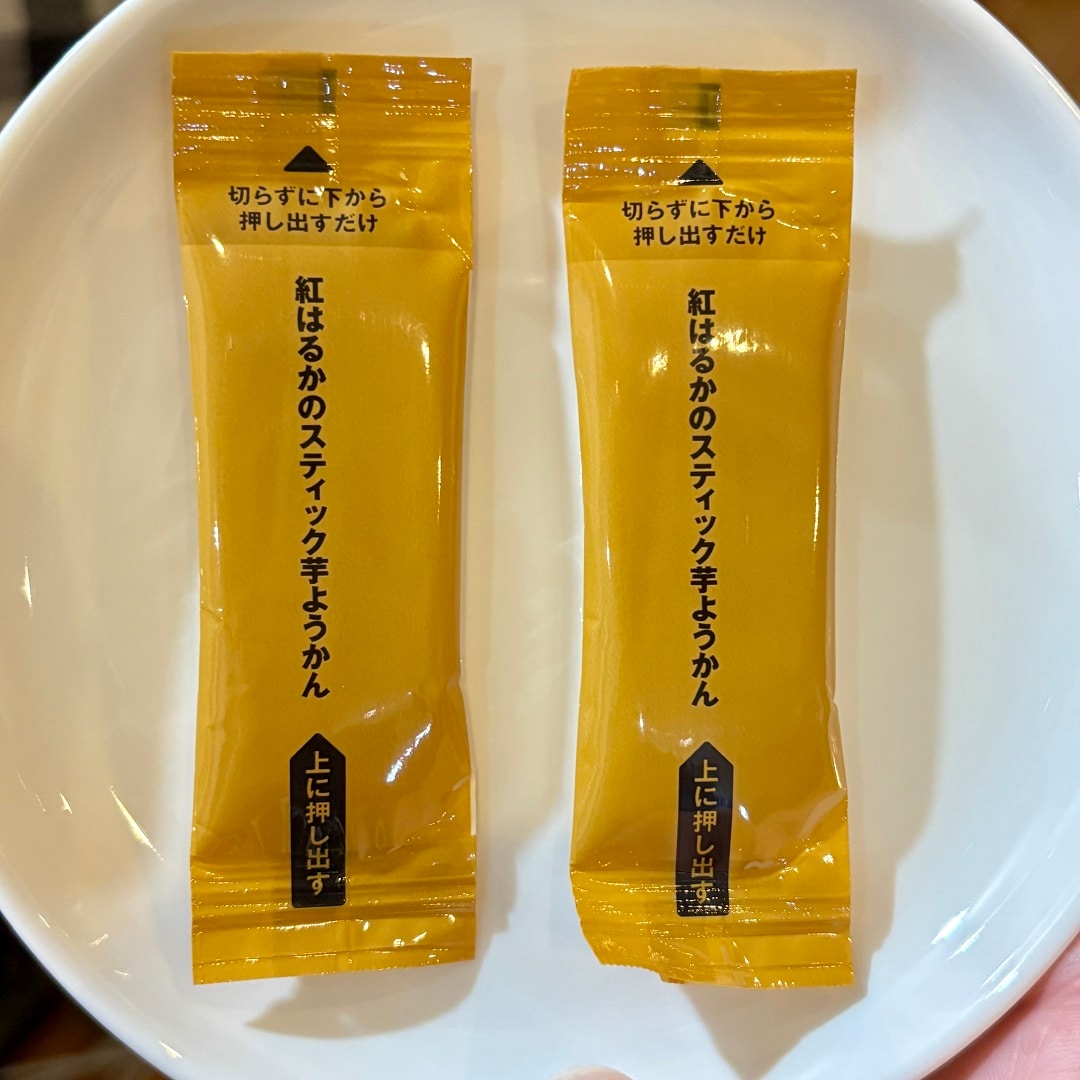 切らずに下から
押し出すだけ
紅はるかのスティック芋ようかん
上に押し出す
切らずに下から
押し出すだけ
紅はるかのスティック芋ようかん
上に押し出す